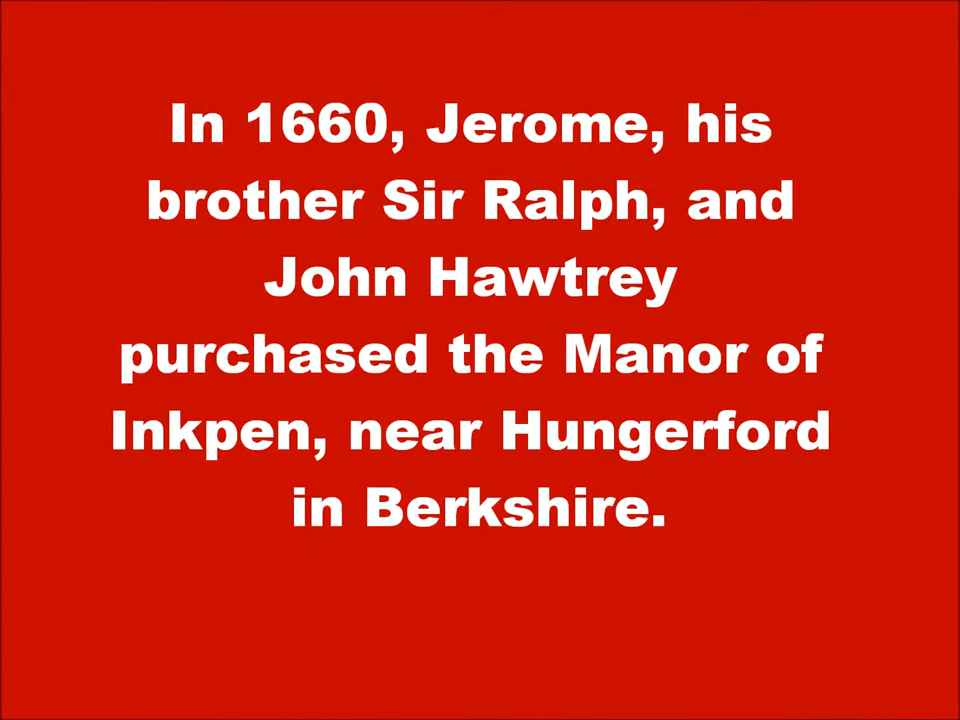 In 1660, Jerome, his
brother Sir Ralph, and
John Hawtrey
purchased the Manor of
Inkpen, near Hungerford
in Berkshire.